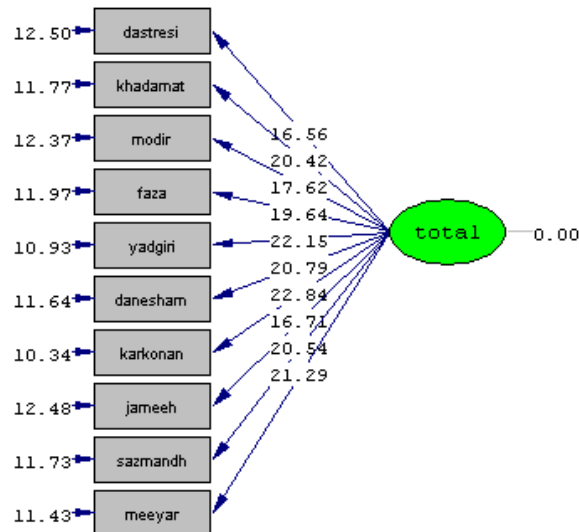 12.50 dastresi
11.77 khadamat
12.37 modir
11.97 faza
10.93 yadgiri
11.64 danesham
10.34 karkonan
12.48 jameeh
11.73 sazmandh
11.43 meeyar
16.56
20.42
17.62
19.64
22.15
20.79
22.84
16.71
20.54
21.29
total
0.00